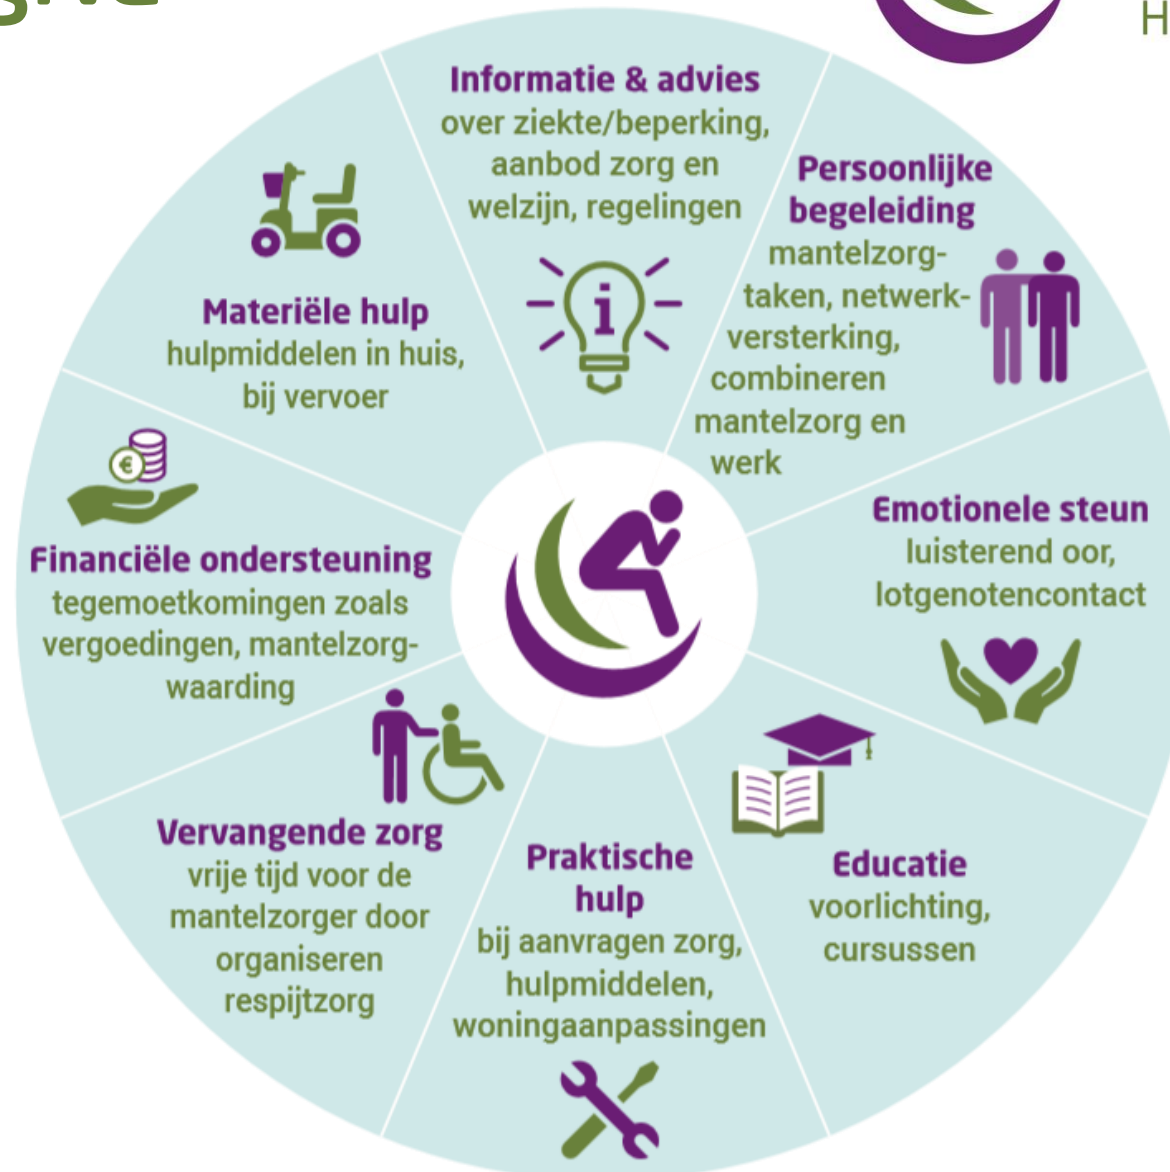 H
Informatie & advies
over ziekte/beperking,
aanbod zorg en
welzijn, regelingen
i
Persoonlijke
begeleiding
mantelzorg-
taken, netwerk-
versterking,
combineren
mantelzorg en
werk
Emotionele steun
luisterend oor,
lotgenotencontact
Educatie
voorlichting,
cursussen
Praktische
hulp
bij aanvragen zorg,
hulpmiddelen,
woningaanpassingen
Vervangende zorg
vrije tijd voor de
mantelzorger door
organiseren
respijtzorg
€
Financiële ondersteuning
tegemoetkomingen zoals
vergoedingen, mantelzorg-
waarding
Materiële hulp
hulpmiddelen in huis,
bij vervoer